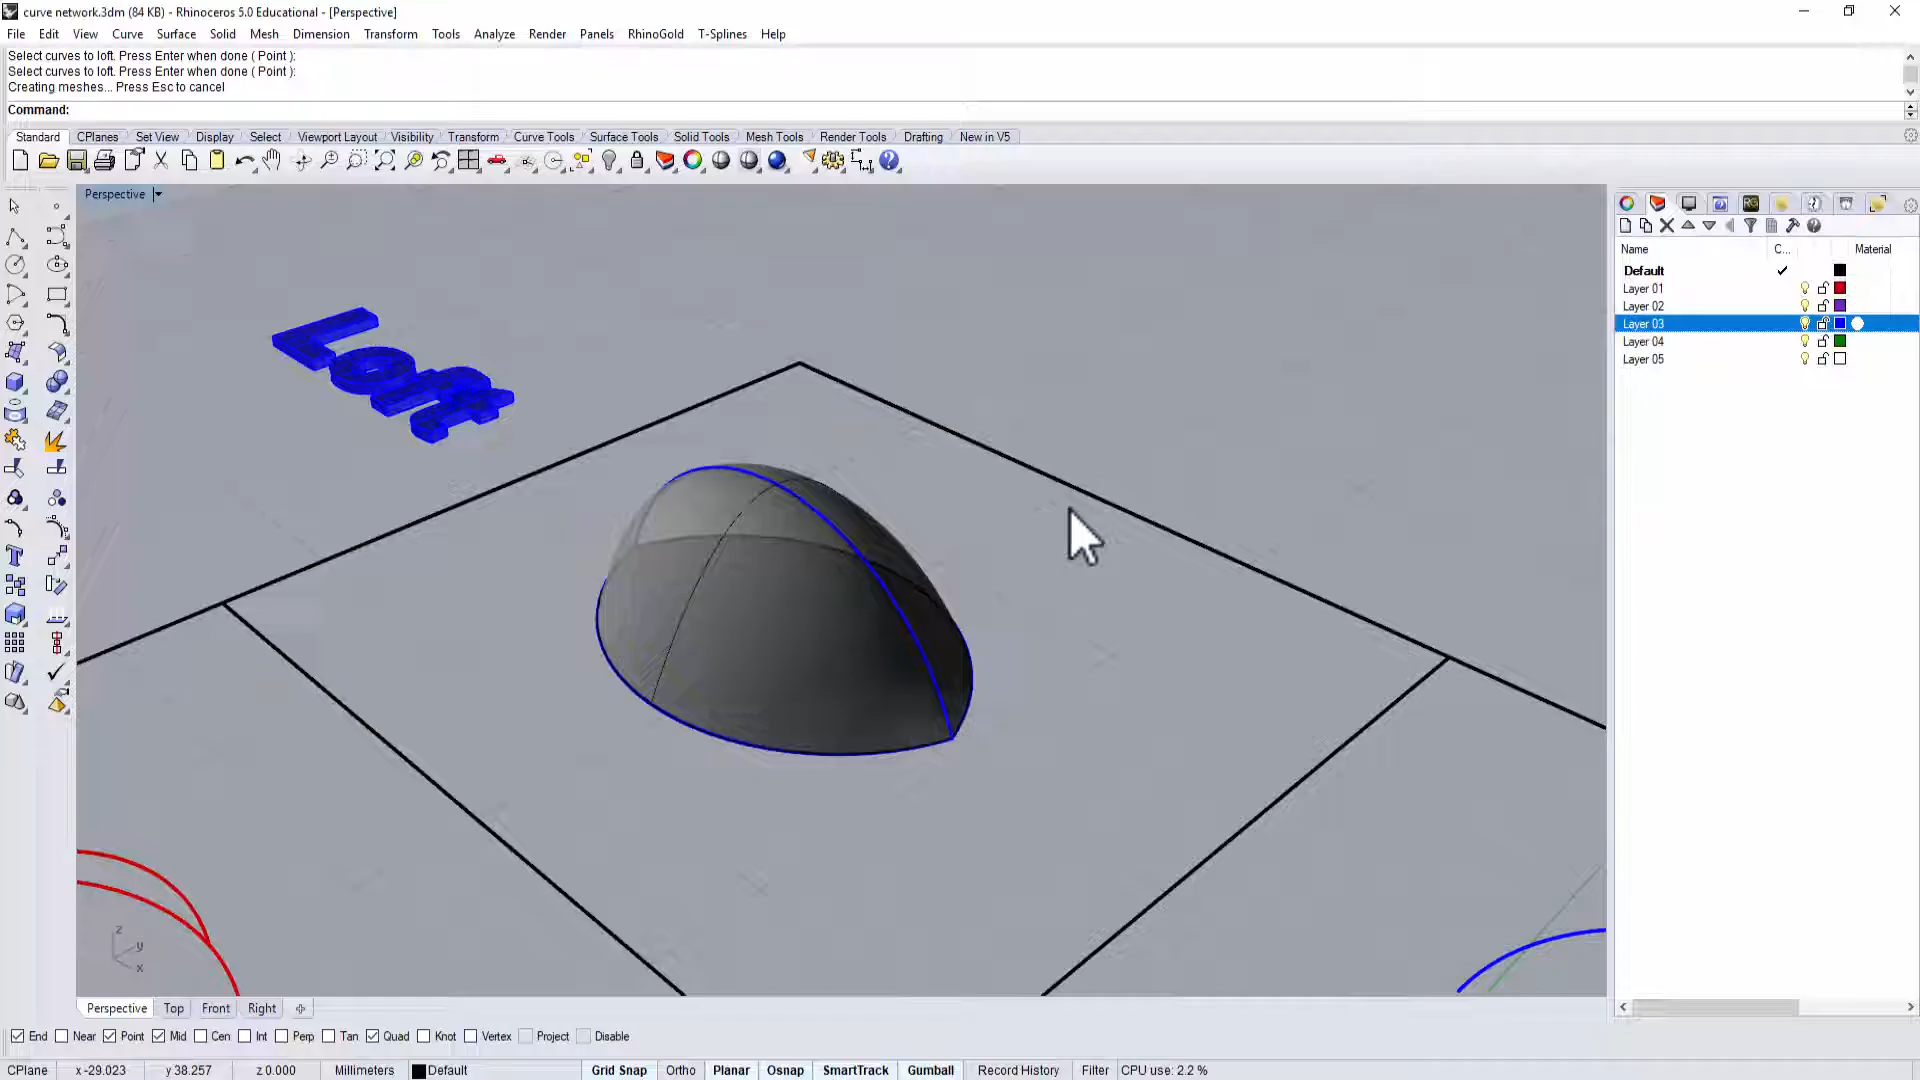 curve network.3dm (84 KB) - Rhinoceros 5.0 Educational - [Perspective]
File Edit View Curve Surface Solid Mesh Dimension Transform Tools Analyze Render Panels RhinoGold T-Splines Help
Select curves to loft. Press Enter when done ( Point ):
Select curves to loft. Press Enter when done ( Point ):
Creating meshes... Press Esc to cancel
Command:
Standard CPlanes Set View Display Select Viewport Layout Visibility Transform Curve Tools Surface Tools Solid Tools Mesh Tools Render Tools Drafting New in V5
Perspective
Name C... Material
Default
Layer 01
Layer 02
Layer 03
Layer 04
Layer 05
Loft
z
y
x
Perspective Top Front Right
End Near Point Mid Cen Int Perp Tan Quad Knot Vertex Project Disable
CPlane x -29.023 y 38.257 z 0.000 Millimeters Default Grid Snap Ortho Planar Osnap SmartTrack Gumball Record History Filter CPU use: 2.2 %